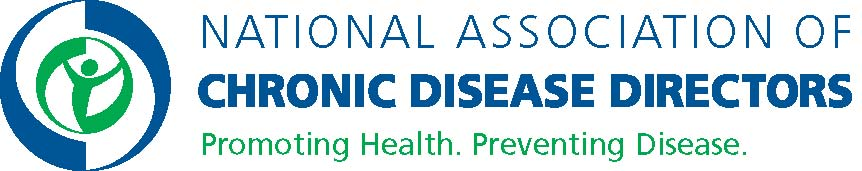 NATIONAL ASSOCIATION OF
CHRONIC DISEASE DIRECTORS
Promoting Health. Preventing Disease.